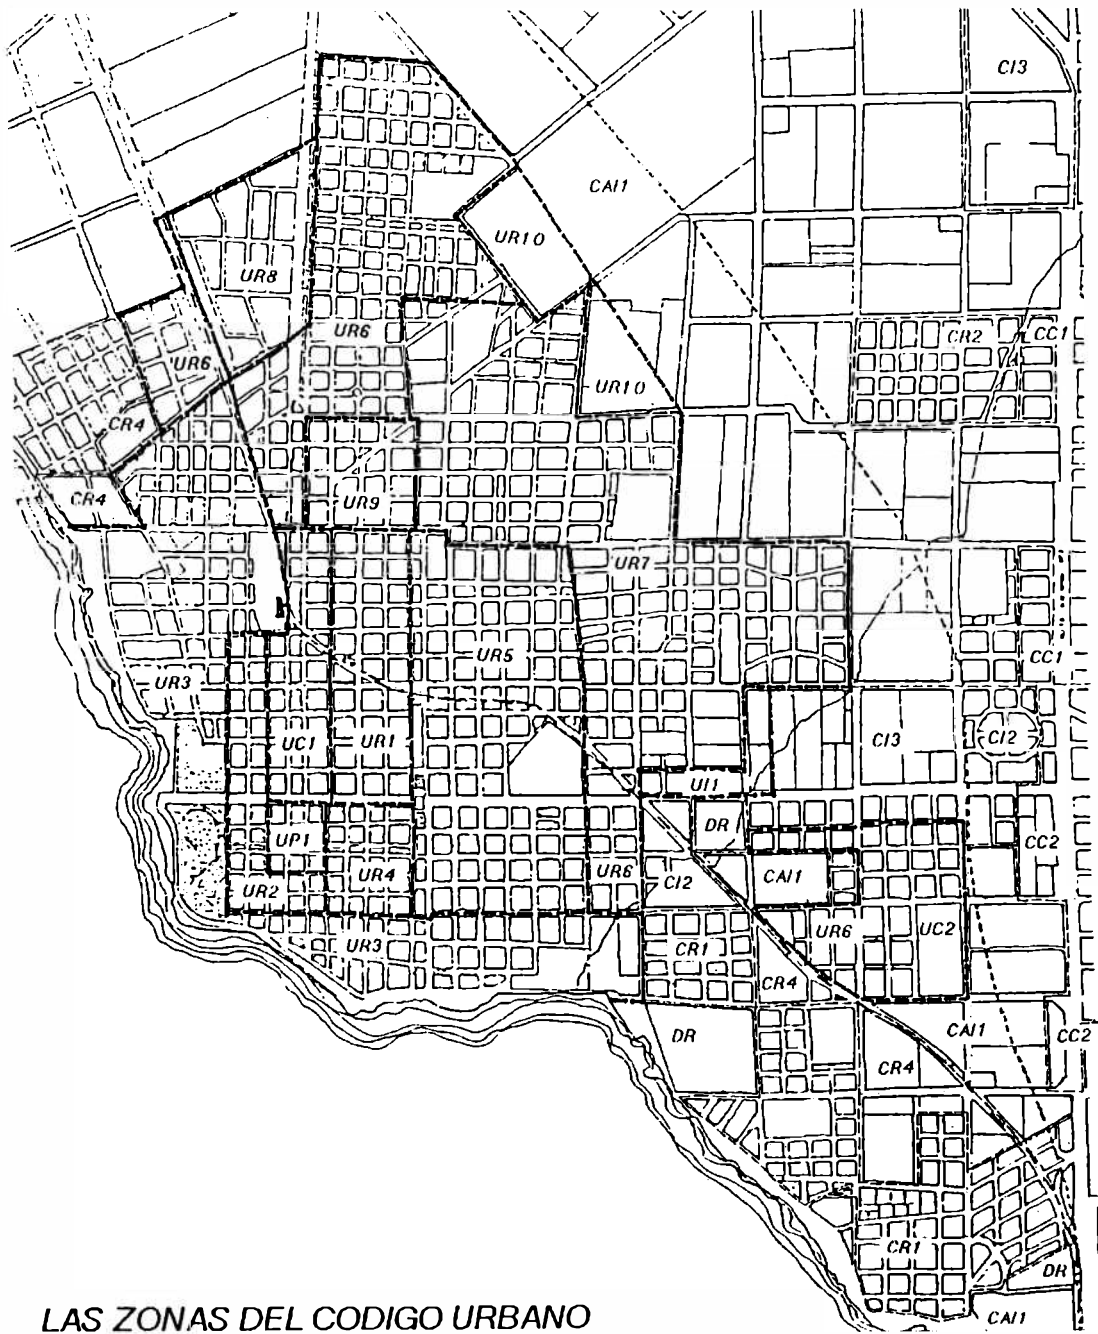 CI3
CAI1
UR10
UR8
UR6
CR2
CC1
UR6
UR10
CR4
CR4
UR9
UR7
UR5
CC1
UR3
UC1
UR1
CI3
CI2
UI1
DR
UP1
CC2
UR2
UR4
UR6
CI2
CAI1
UR3
CR1
UR6
UC2
CR4
DR
CAI1
CC2
CR4
CR1
DR
CAI1
LAS ZONAS DEL CODIGO URBANO